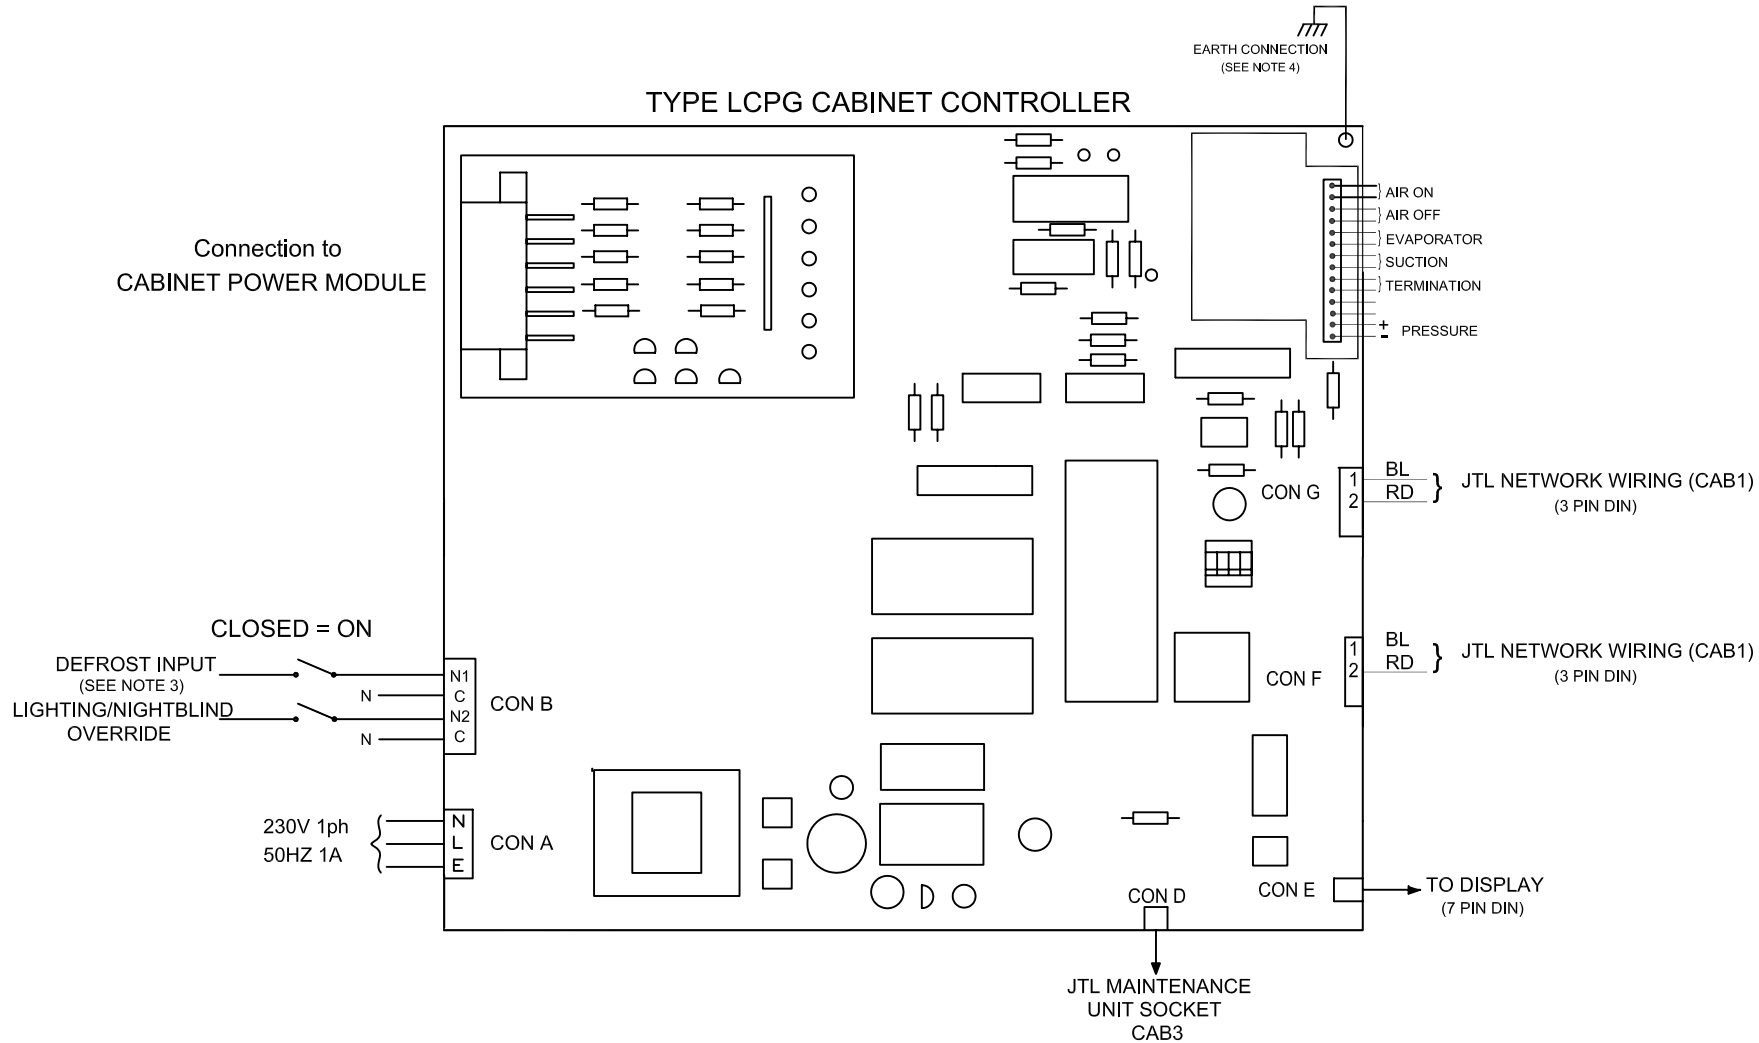 EARTH CONNECTION
(SEE NOTE 4)
TYPE LCPG CABINET CONTROLLER
AIR ON
AIR OFF
EVAPORATOR
SUCTION
TERMINATION
+
-
PRESSURE
Connection to
CABINET POWER MODULE
CON G
1
2
BL
RD
}
JTL NETWORK WIRING (CAB1)
(3 PIN DIN)
CLOSED = ON
DEFROST INPUT
(SEE NOTE 3)
LIGHTING/NIGHTBLIND
OVERRIDE
N
N
N1
C
N2
C
CON B
CON F
1
2
BL
RD
}
JTL NETWORK WIRING (CAB1)
(3 PIN DIN)
230V 1ph
50HZ 1A
N
L
E
CON A
CON D
CON E
TO DISPLAY
(7 PIN DIN)
JTL MAINTENANCE
UNIT SOCKET
CAB3